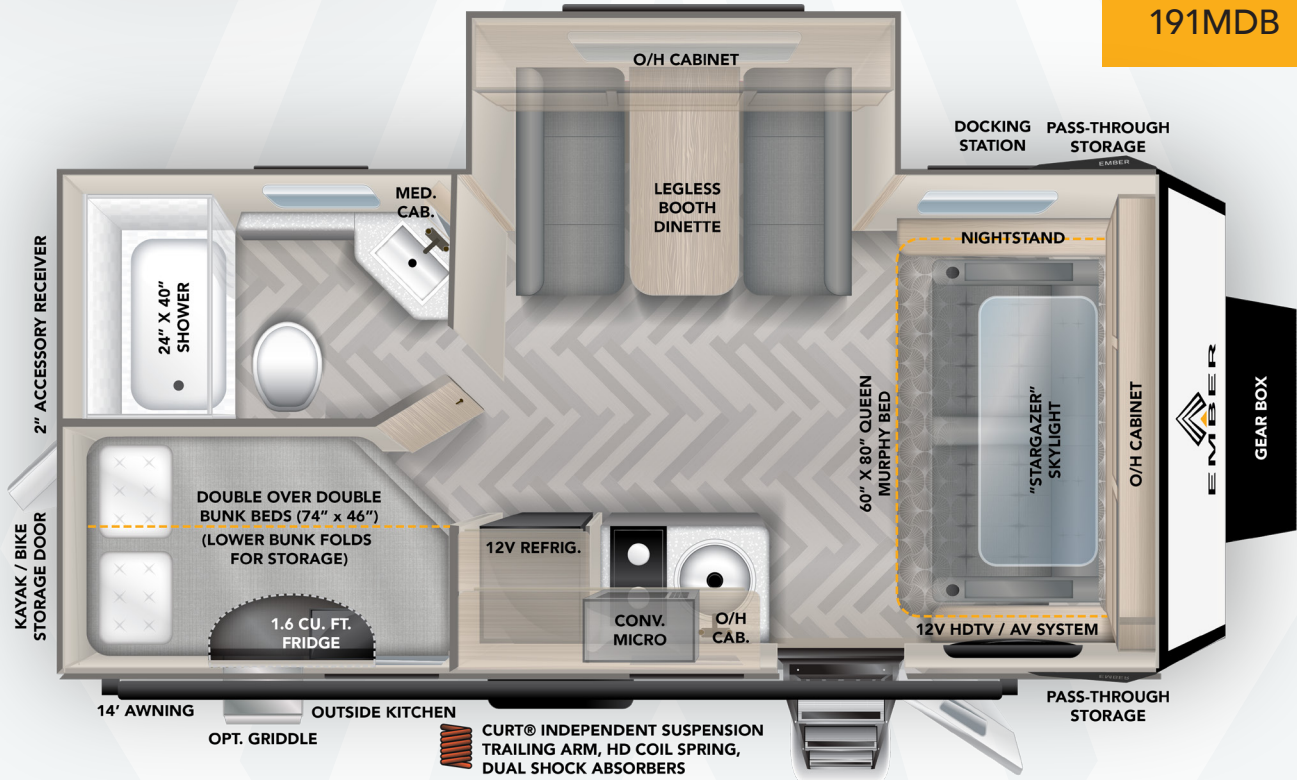 191MDB
O/H CABINET
DOCKING
STATION
PASS-THROUGH
STORAGE
EMBER
MED.
CAB.
LEGLESS
BOOTH
DINETTE
NIGHTSTAND
2” ACCESSORY RECEIVER
24” X 40”
SHOWER
60” X 80” QUEEN
MURPHY BED
“STARGAZER”
SKYLIGHT
O/H CABINET
EMBER
GEAR BOX
KAYAK / BIKE
STORAGE DOOR
DOUBLE OVER DOUBLE
BUNK BEDS (74” x 46”)
(LOWER BUNK FOLDS
FOR STORAGE)
12V REFRIG.
1.6 CU. FT.
FRIDGE
CONV.
MICRO
O/H
CAB.
12V HDTV / AV SYSTEM
EMBER
PASS-THROUGH
STORAGE
14’ AWNING
OUTSIDE KITCHEN
OPT. GRIDDLE
CURT® INDEPENDENT SUSPENSION
TRAILING ARM, HD COIL SPRING,
DUAL SHOCK ABSORBERS